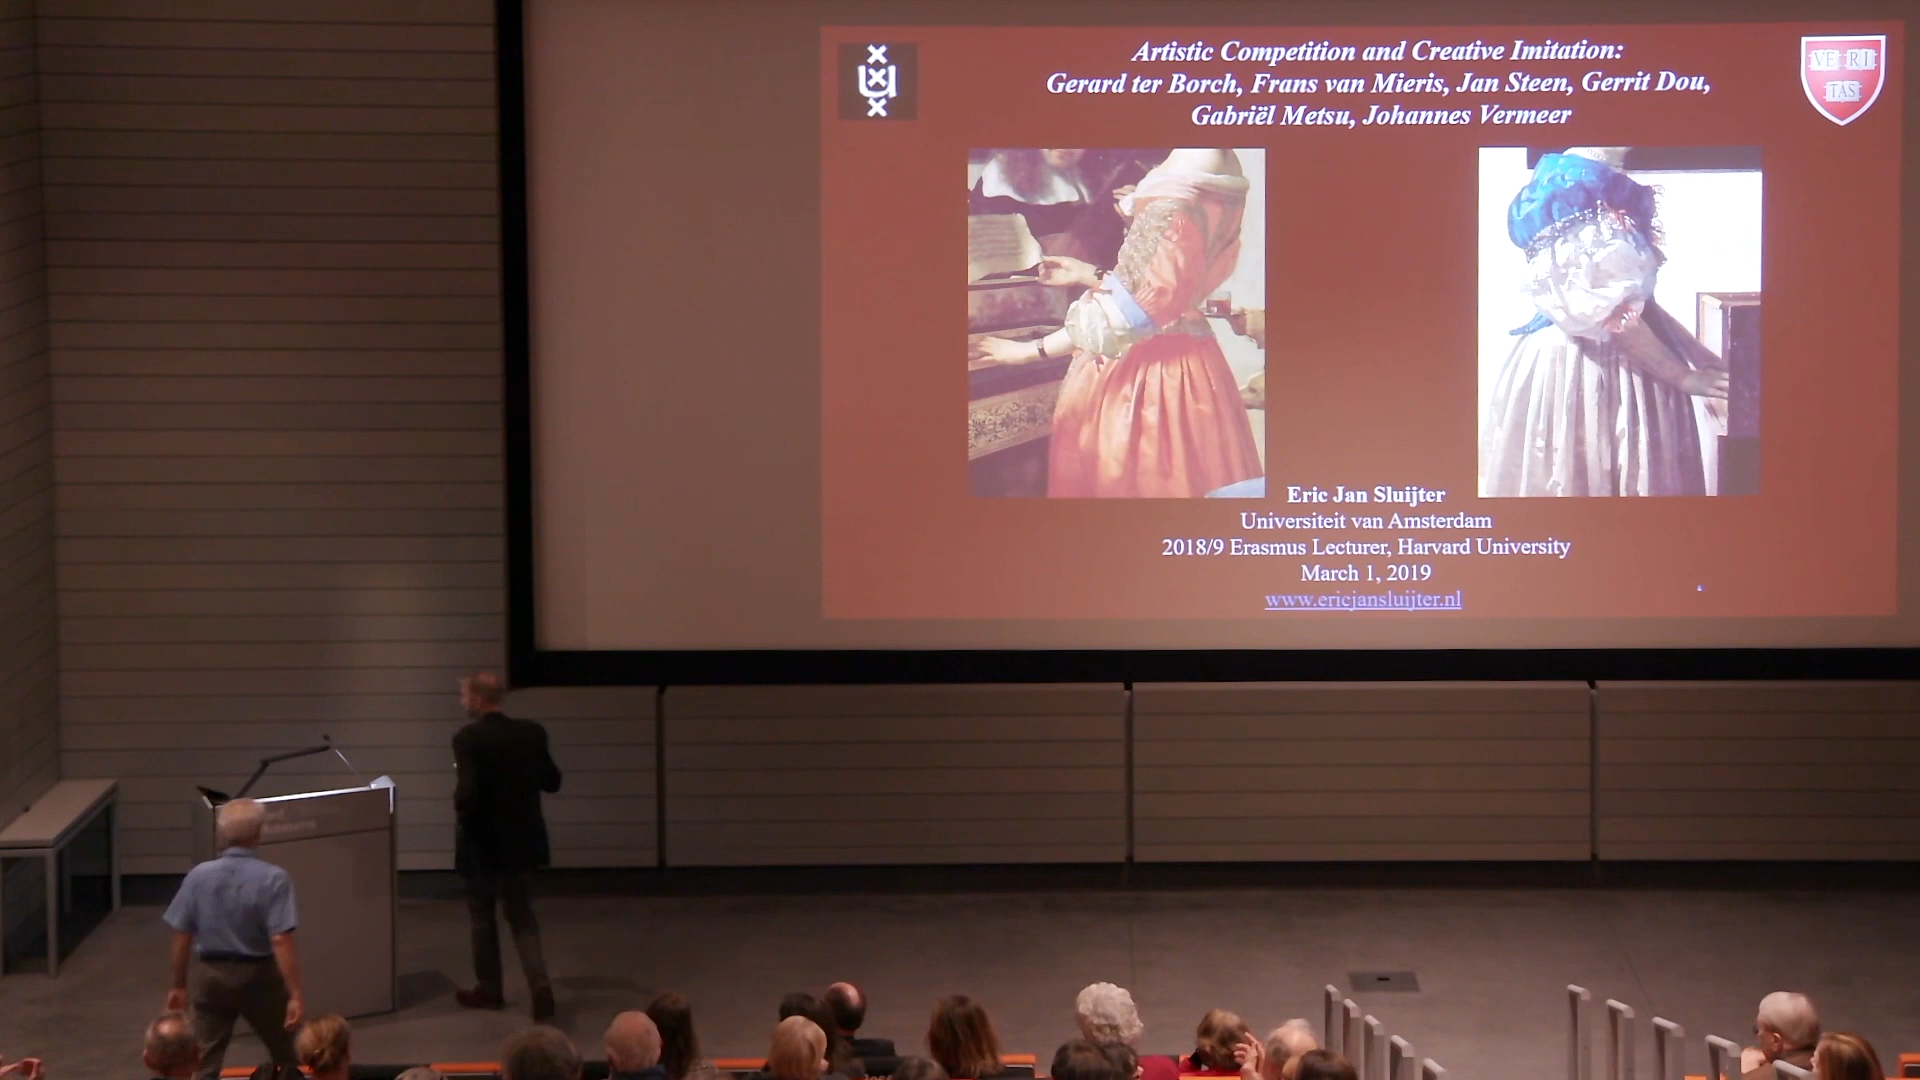 Artistic Competition and Creative Imitation:
Gerard ter Borch, Frans van Mieris, Jan Steen, Gerrit Dou,
Gabriël Metsu, Johannes Vermeer
VE RI
TAS
Eric Jan Sluijter
Universiteit van Amsterdam
2018/9 Erasmus Lecturer, Harvard University
March 1, 2019
www.ericjansluijter.nl